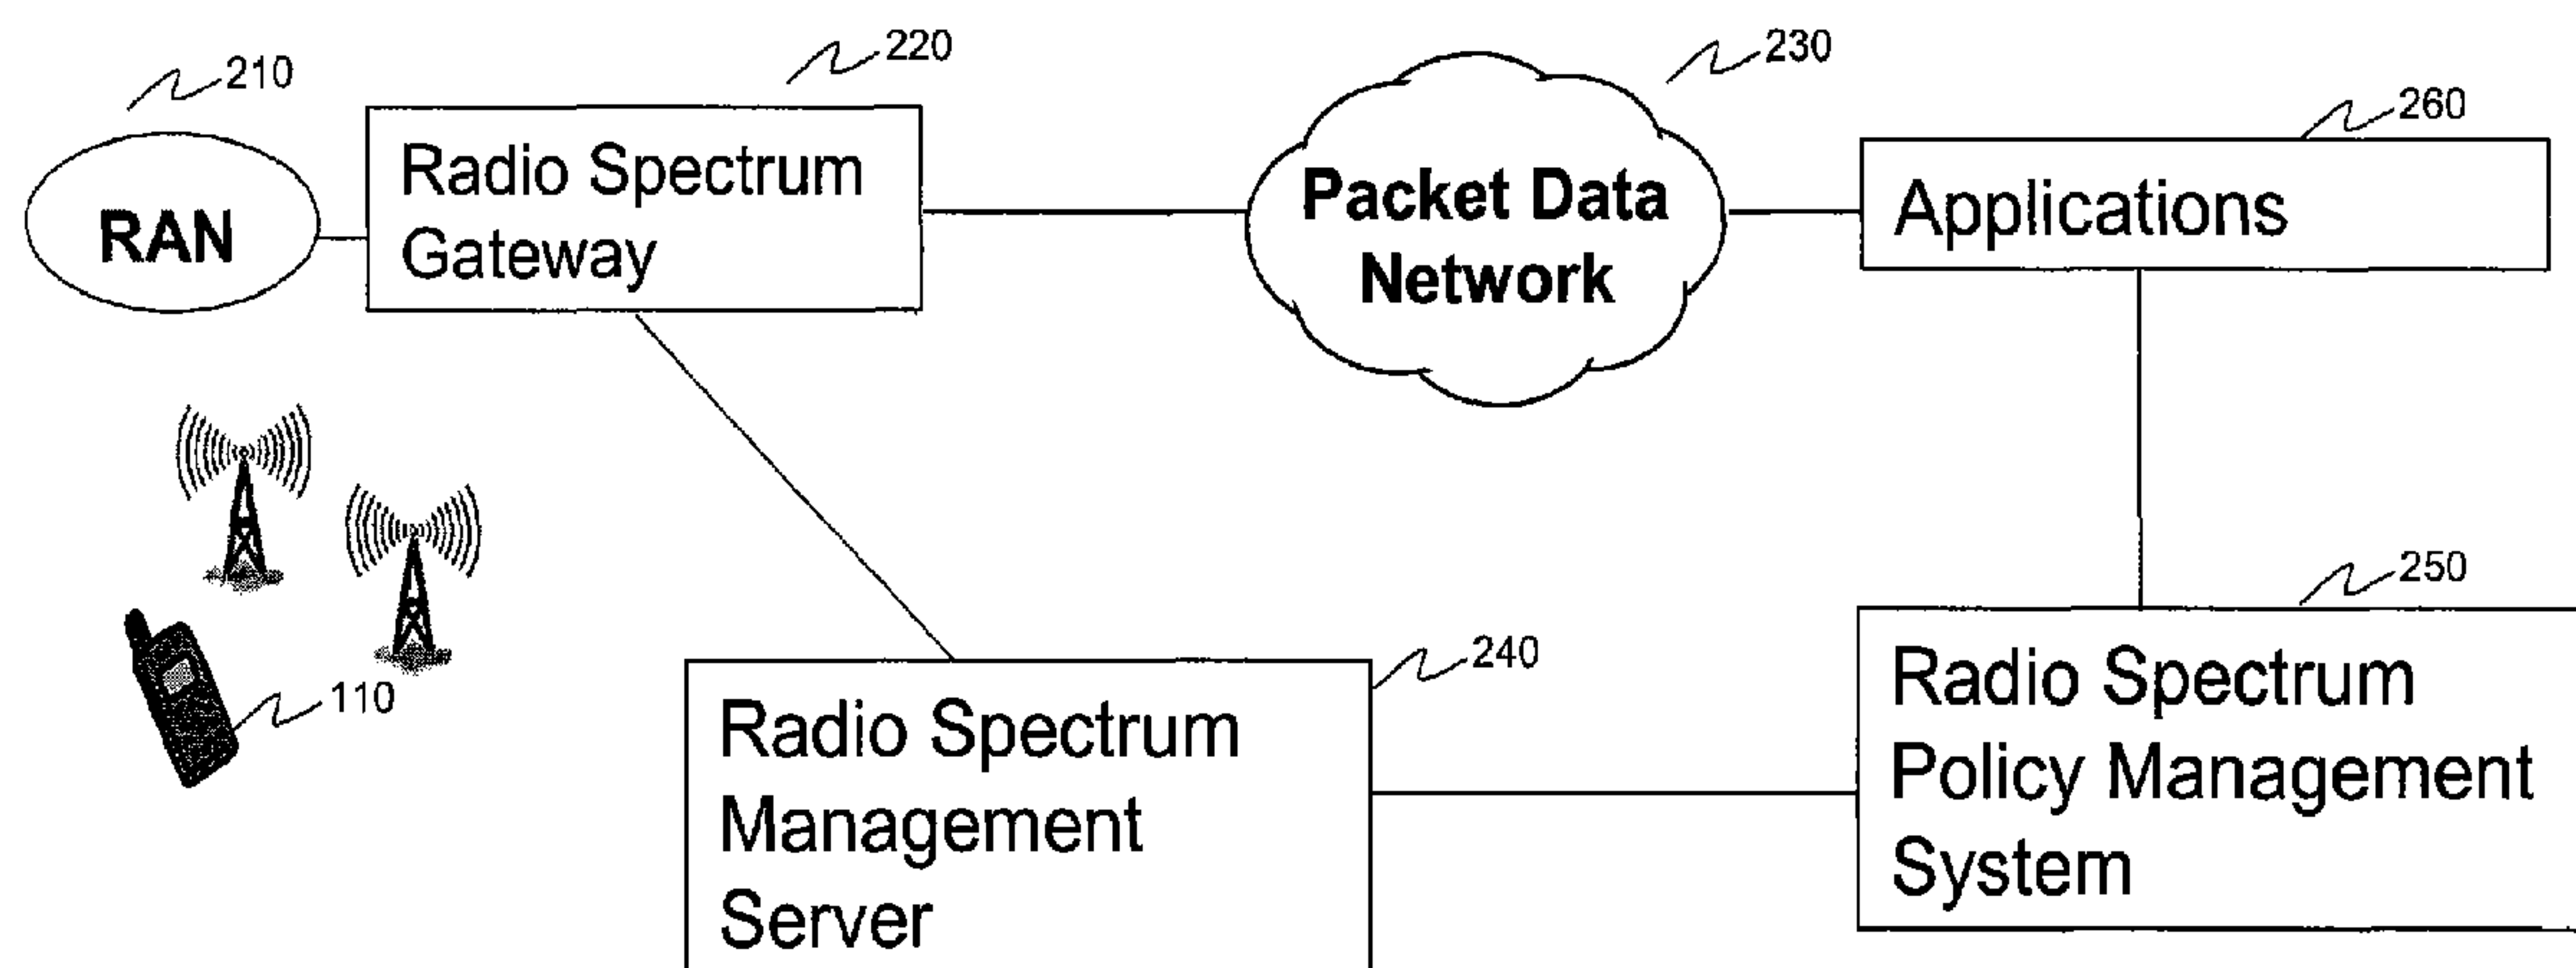 210
220
230
260
RAN
Radio Spectrum
Gateway
Packet Data
Network
Applications
110
240
250
Radio Spectrum
Management
Server
Radio Spectrum
Policy Management
System